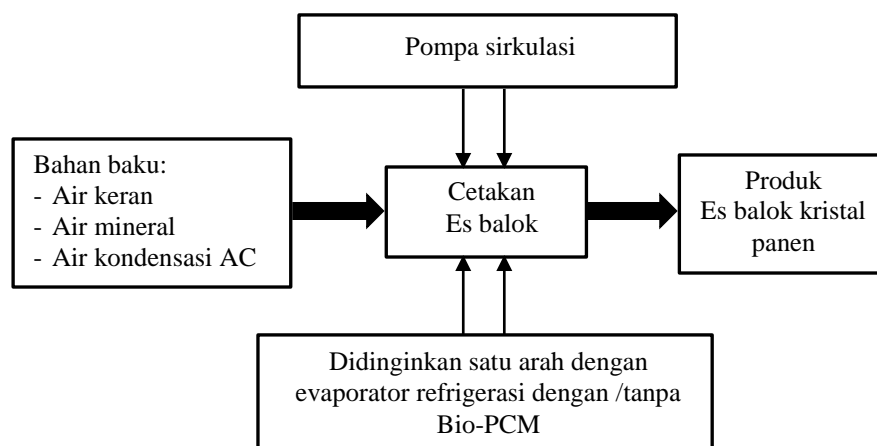 Pompa sirkulasi
Bahan baku:
- Air keran
- Air mineral
- Air kondensasi AC
Cetakan
Es balok
Produk
Es balok kristal
panen
Didinginkan satu arah dengan
evaporator refrigerasi dengan /tanpa
Bio-PCM